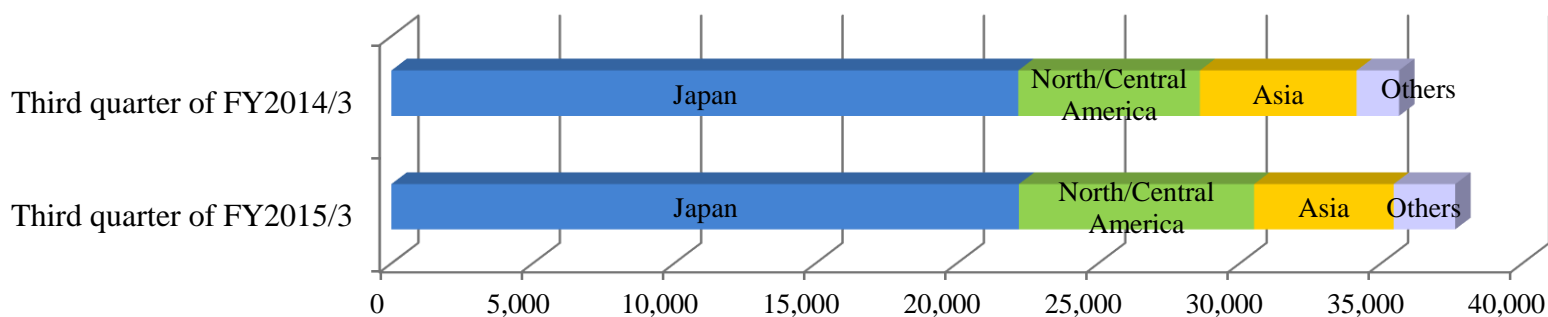 Third quarter of FY2014/3
Japan
North/Central
America
Asia
Others
Third quarter of FY2015/3
Japan
North/Central
America
Asia
Others
0 5,000 10,000 15,000 20,000 25,000 30,000 35,000 40,000